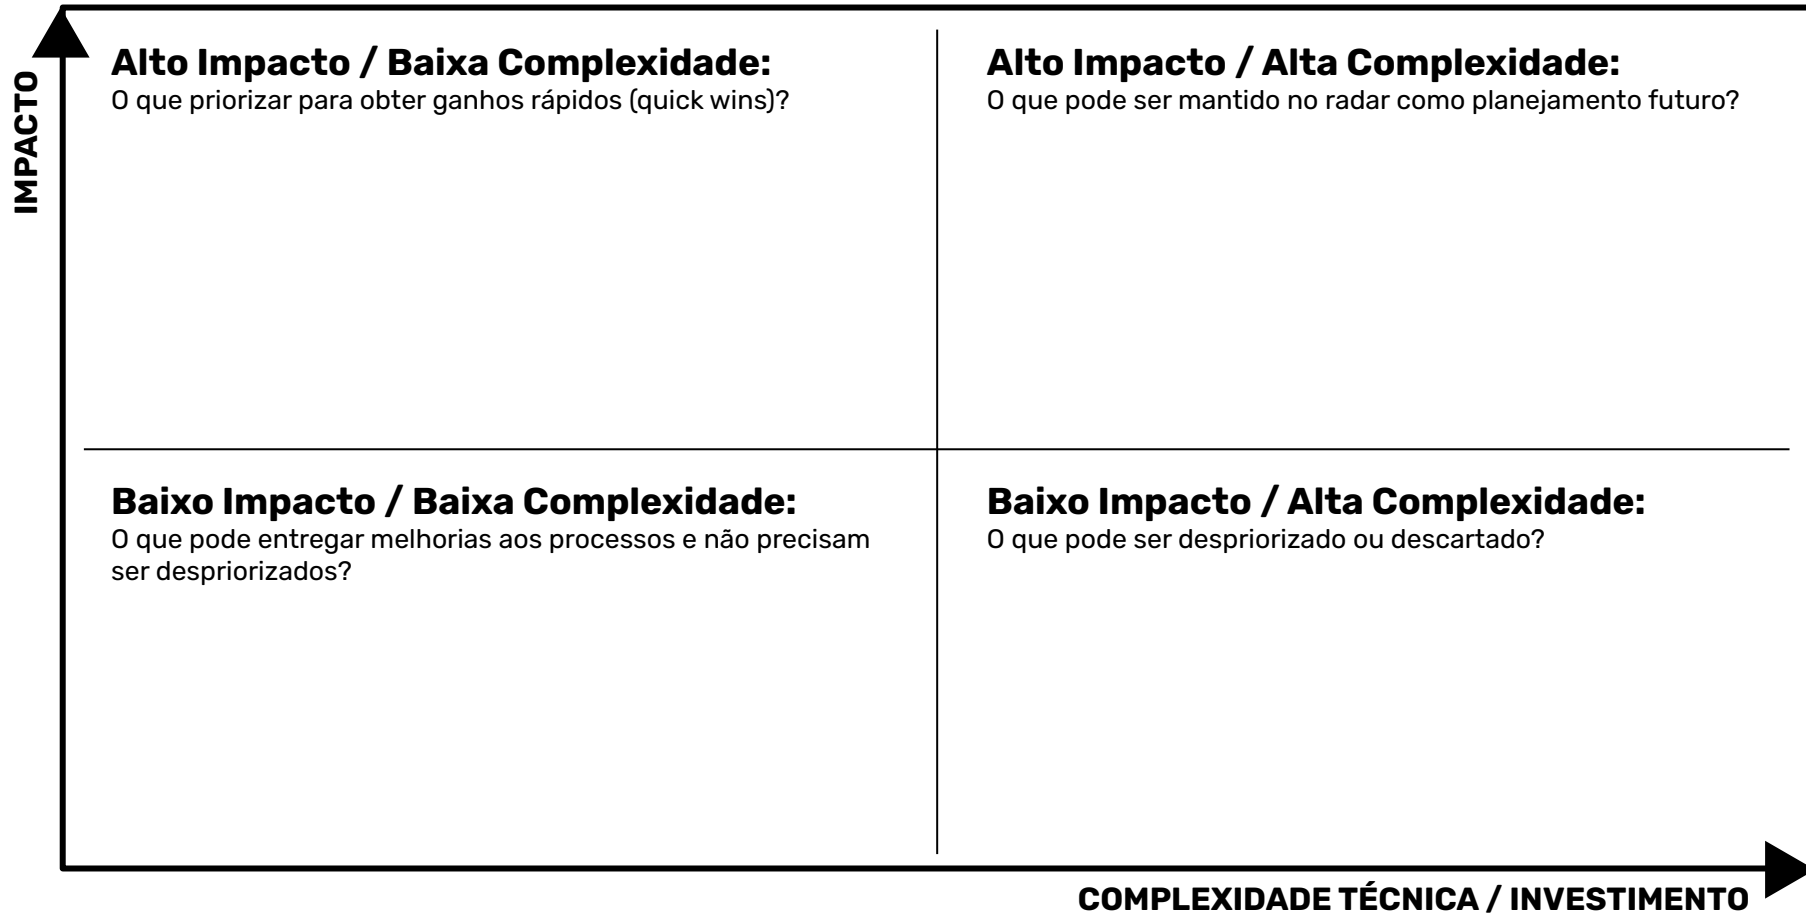 IMPACTO
Alto Impacto / Baixa Complexidade:
O que priorizar para obter ganhos rápidos (quick wins)?
Alto Impacto / Alta Complexidade:
O que pode ser mantido no radar como planejamento futuro?
Baixo Impacto / Baixa Complexidade:
O que pode entregar melhorias aos processos e não precisam
ser despriorizados?
Baixo Impacto / Alta Complexidade:
O que pode ser despriorizado ou descartado?
COMPLEXIDADE TÉCNICA / INVESTIMENTO